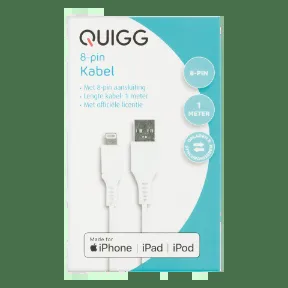 QUIGG
8-pin
Kabel
• Met 8-pin aansluiting
• Lengte kabel: 1 meter
• met officiële licentie
8-PIN
1
METER
Made for
iPhone | iPad | iPod